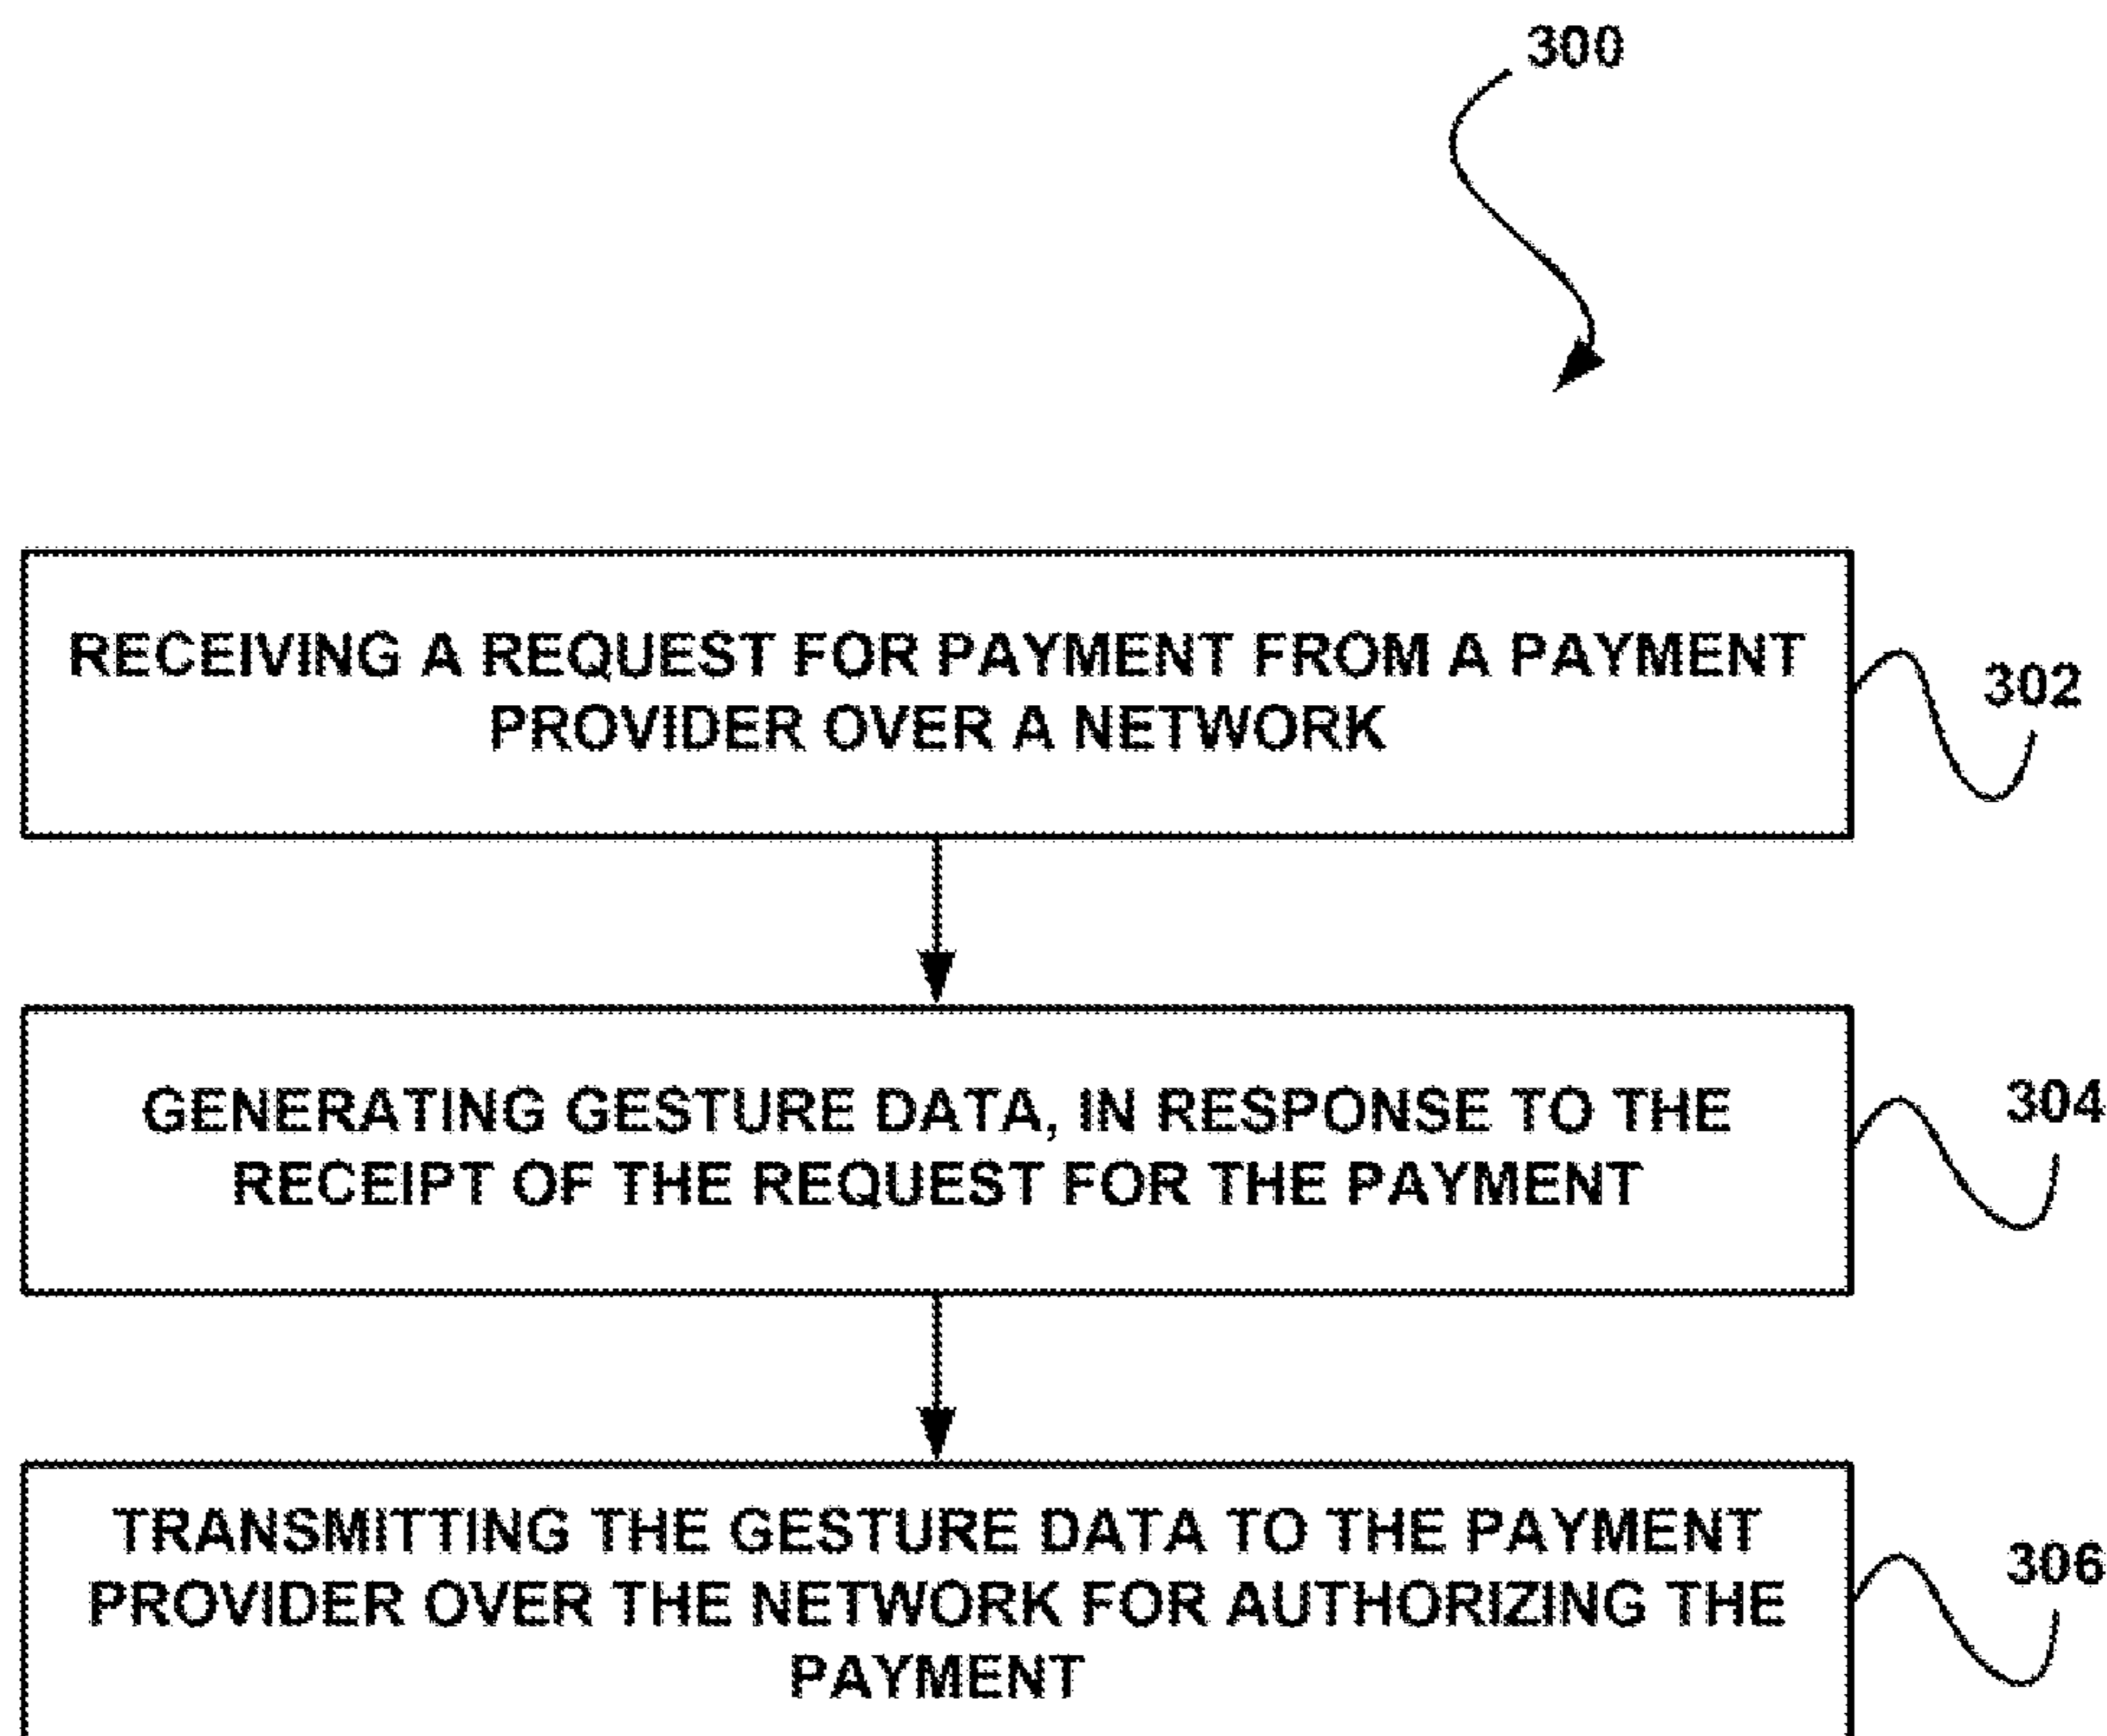 300
RECEIVING A REQUEST FOR PAYMENT FROM A PAYMENT
PROVIDER OVER A NETWORK
302
GENERATING GESTURE DATA, IN RESPONSE TO THE
RECEIPT OF THE REQUEST FOR THE PAYMENT
304
TRANSMITTING THE GESTURE DATA TO THE PAYMENT
PROVIDER OVER THE NETWORK FOR AUTHORIZING THE
PAYMENT
306